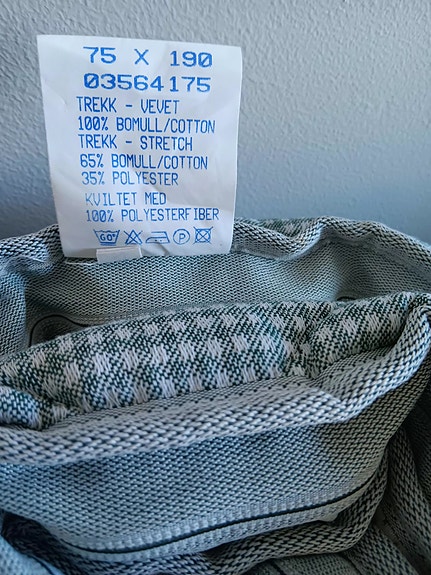 75 X 190
03564175
TREKK - VEVET
100% BOMULL/COTTON
TREKK - STRETCH
65% BOMULL/COTTON
35% POLYESTER
KVILTET MED
100% POLYESTERFIBER
60° P